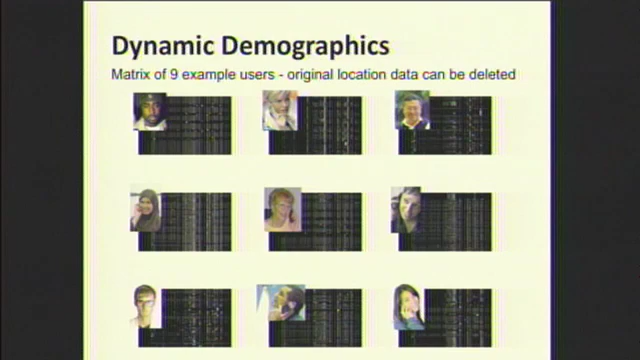 Dynamic Demographics
Matrix of 9 example users - original location data can be deleted